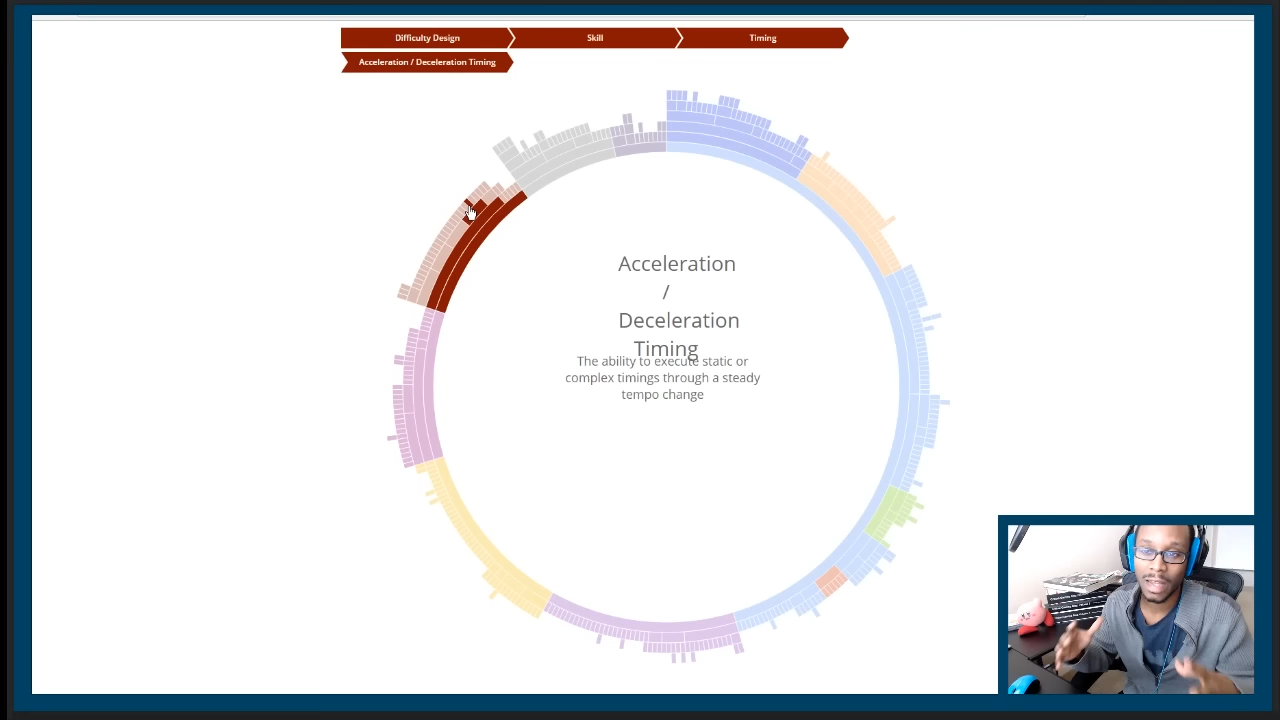 Difficulty Design
Skill
Timing
Acceleration / Deceleration Timing
Acceleration
/
Deceleration
Timing
The ability to execute static or
complex timings through a steady
tempo change